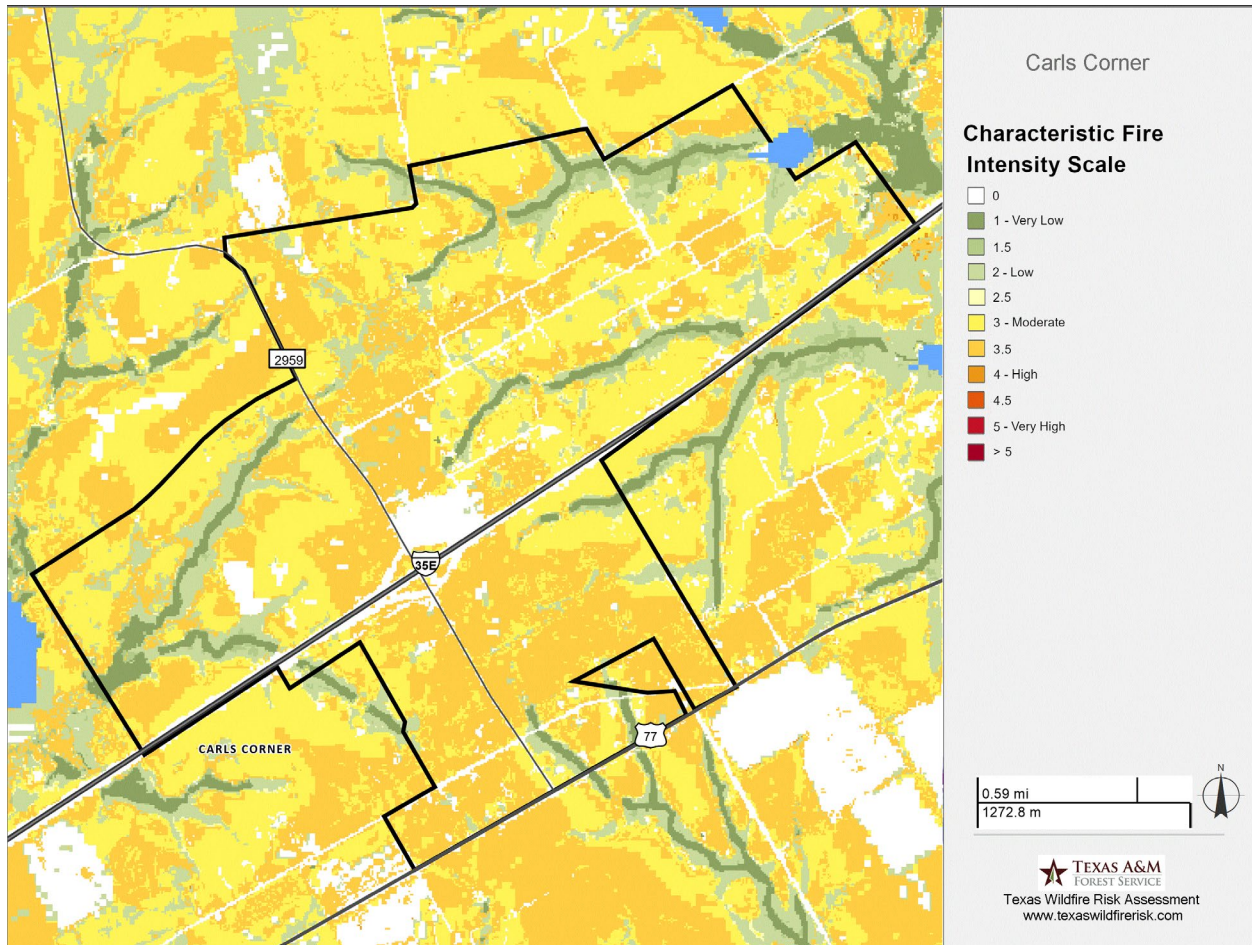 Carls Corner
Characteristic Fire
Intensity Scale
0
1 - Very Low
1.5
2 - Low
2.5
3 - Moderate
3.5
4 - High
4.5
5 - Very High
> 5
2959
35E
77
CARLS CORNER
N
0.59 mi
1272.8 m
TEXAS A&M
FOREST SERVICE
Texas Wildfire Risk Assessment
www.texaswildfirerisk.com